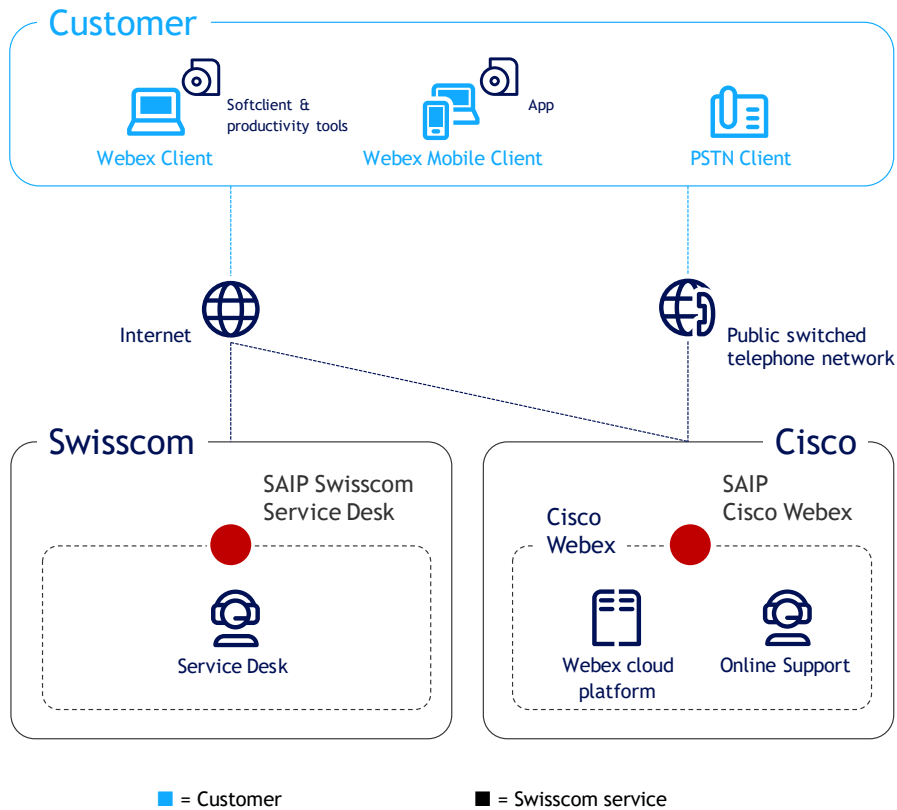 Customer
Softclient &
productivity tools
App
Webex Client
Webex Mobile Client
PSTN Client
Internet
Public switched
telephone network
Swisscom
Cisco
SAIP Swisscom
Service Desk
SAIP
Cisco Webex
Cisco
Webex
Service Desk
Webex cloud
platform
Online Support
= Customer
= Swisscom service